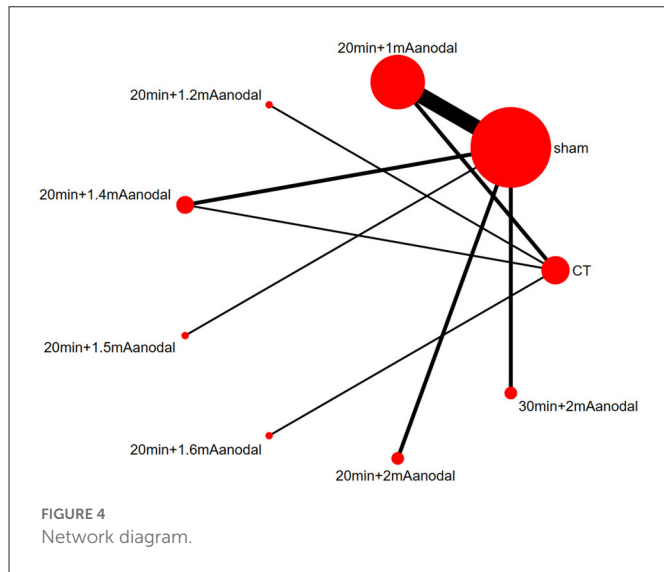 20min+1mAanodal
20min+1.2mAanodal
sham
20min+1.4mAanodal
CT
20min+1.5mAanodal
30min+2mAanodal
20min+1.6mAanodal
20min+2mAanodal
FIGURE 4
Network diagram.